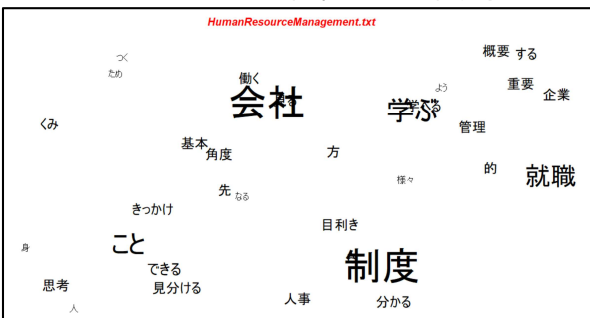 HumanResourceManagement.txt
概要 する
つく
ため
働く
会社
重要
企業
よう
学ぶ
くみ
管理
基本
角度
方
的
就職
様々
先
なる
きっかけ
目利き
こと
身
制度
できる
思考
見分ける
人事
分かる
人